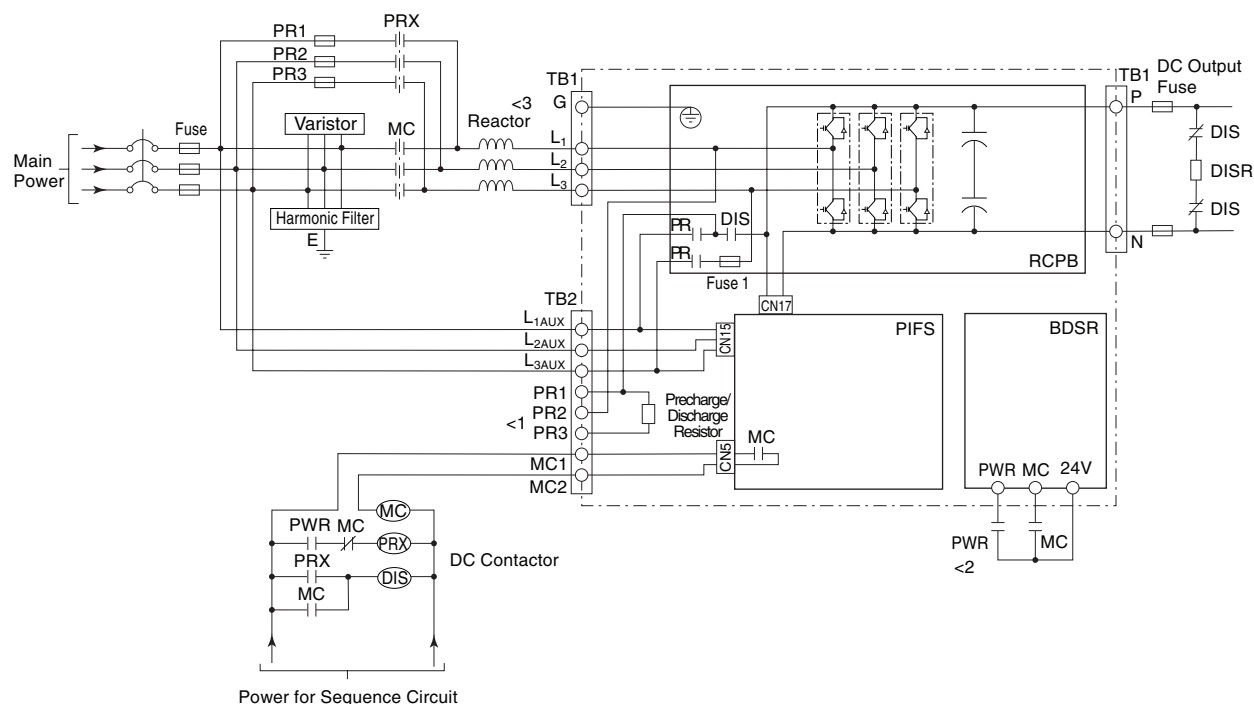 PRX
PR1
PR2
PR3
TB1
TB1
DC Output
Fuse
<3
Reactor
G
P
Fuse
Varistor
MC
L1
L2
L3
DIS
DISR
DIS
Main
Power
Harmonic Filter
E
PR
DIS
PR
Fuse 1
RCPB
N
TB2
CN17
L1AUX
L2AUX
L3AUX
CN15
PIFS
BDSR
PR1
PR2
PR3
<1
Precharge/
Discharge
Resistor
CN5
MC
MC1
MC2
PWR
MC
24V
MC
PWR
MC
PRX
PWR
<2
MC
PRX
DIS
MC
DC Contactor
Power for Sequence Circuit